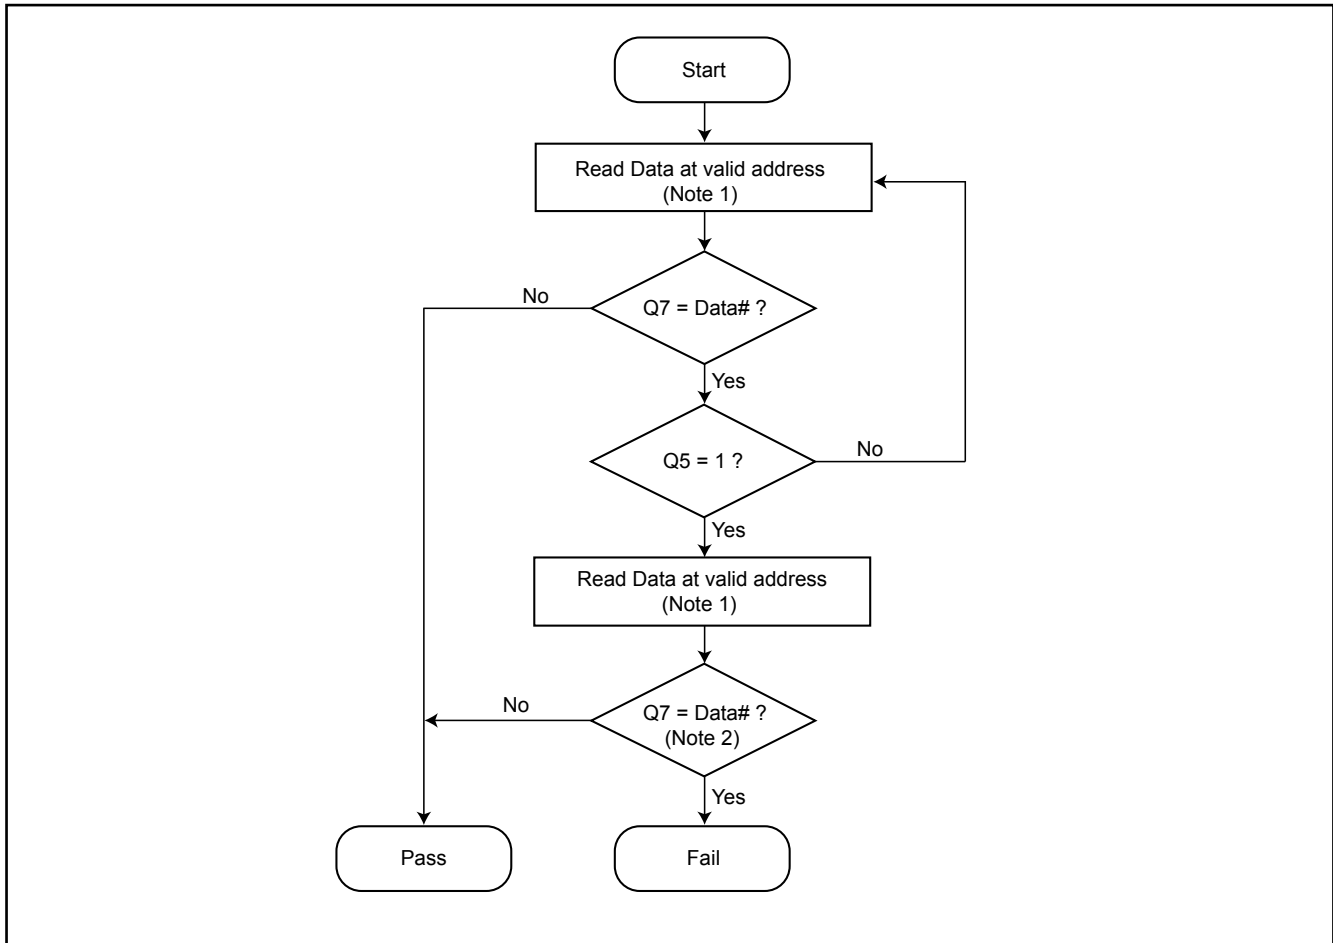 Start
Read Data at valid address
(Note 1)
No
Q7 = Data# ?
Yes
Q5 = 1 ?
No
Yes
Read Data at valid address
(Note 1)
No
Q7 = Data# ?
(Note 2)
Yes
Pass
Fail